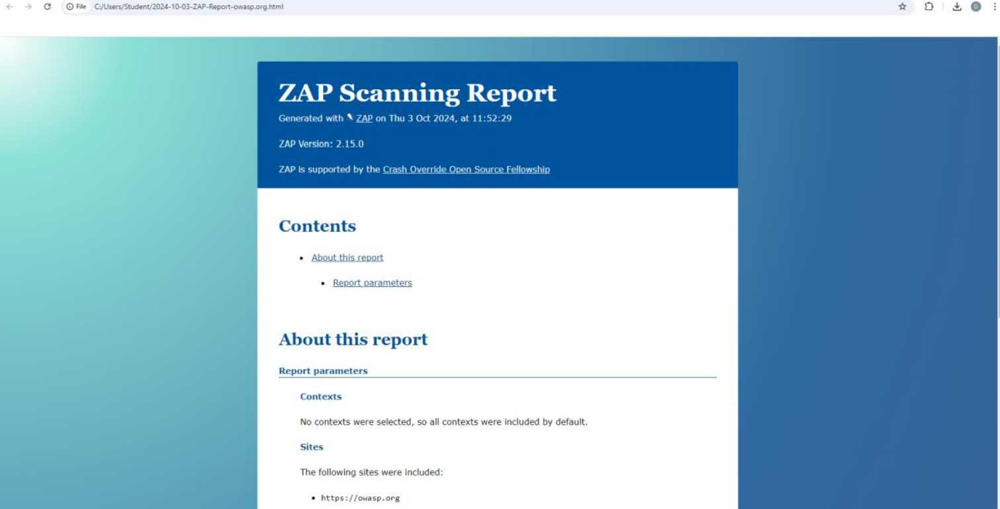 File C:/Users/Student/2024-10-03-ZAP-Report-owasp.org.html
D
ZAP Scanning Report
Generated with ZAP on Thu 3 Oct 2024, at 11:52:29
ZAP Version: 2.15.0
ZAP is supported by the Crash Override Open Source Fellowship
Contents
About this report
Report parameters
About this report
Report parameters
Contexts
No contexts were selected, so all contexts were included by default.
Sites
The following sites were included:
https://owasp.org